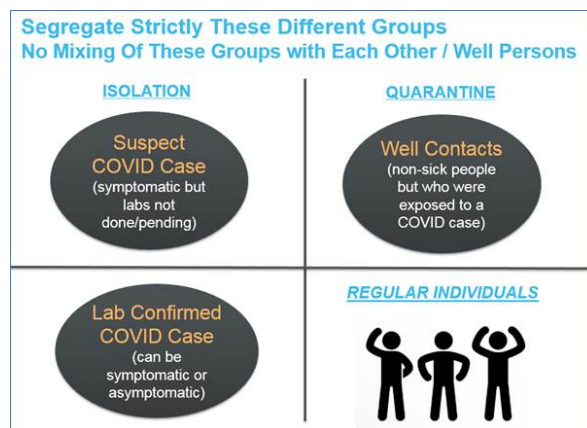 Segregate Strictly These Different Groups
No Mixing Of These Groups with Each Other / Well Persons
ISOLATION
Suspect
COVID Case
(symptomatic but
labs not
done/pending)
QUARANTINE
Well Contacts
(non-sick people
but who were
exposed to a
COVID case)
Lab Confirmed
COVID Case
(can be
symptomatic or
asymptomatic)
REGULAR INDIVIDUALS